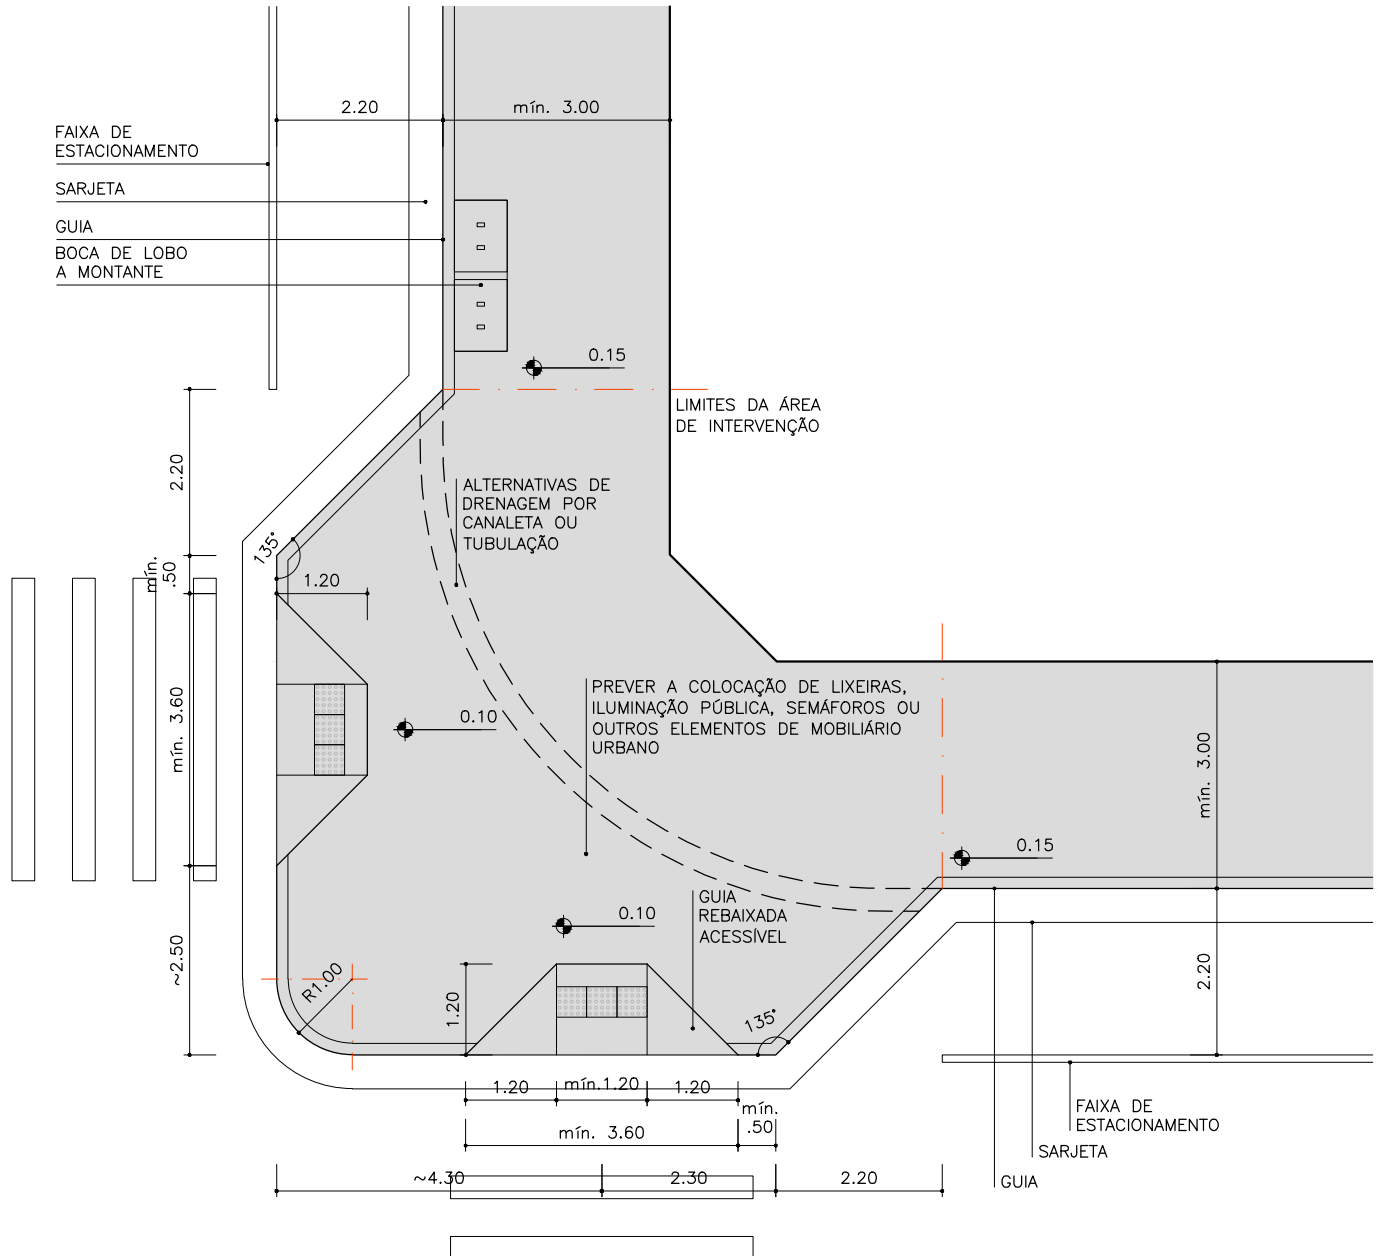 2.20
mín. 3.00
FAIXA DE
ESTACIONAMENTO
SARJETA
GUIA
BOCA DE LOBO
A MONTANTE
0.15
LIMITES DA ÁREA
DE INTERVENÇÃO
2.20
ALTERNATIVAS DE
DRENAGEM POR
CANALETA OU
TUBULAÇÃO
135°
mín.
.50
1.20
PREVER A COLOCAÇÃO DE LIXEIRAS,
ILUMINAÇÃO PÚBLICA, SEMÁFOROS OU
OUTROS ELEMENTOS DE MOBILIÁRIO
URBANO
mín. 3.60
0.10
mín. 3.00
0.15
GUIA
REBAIXADA
ACESSÍVEL
0.10
~2.50
R1.00
1.20
135°
2.20
1.20
mín.1.20
1.20
mín.
.50
mín. 3.60
FAIXA DE
ESTACIONAMENTO
SARJETA
GUIA
~4.30
2.30
2.20